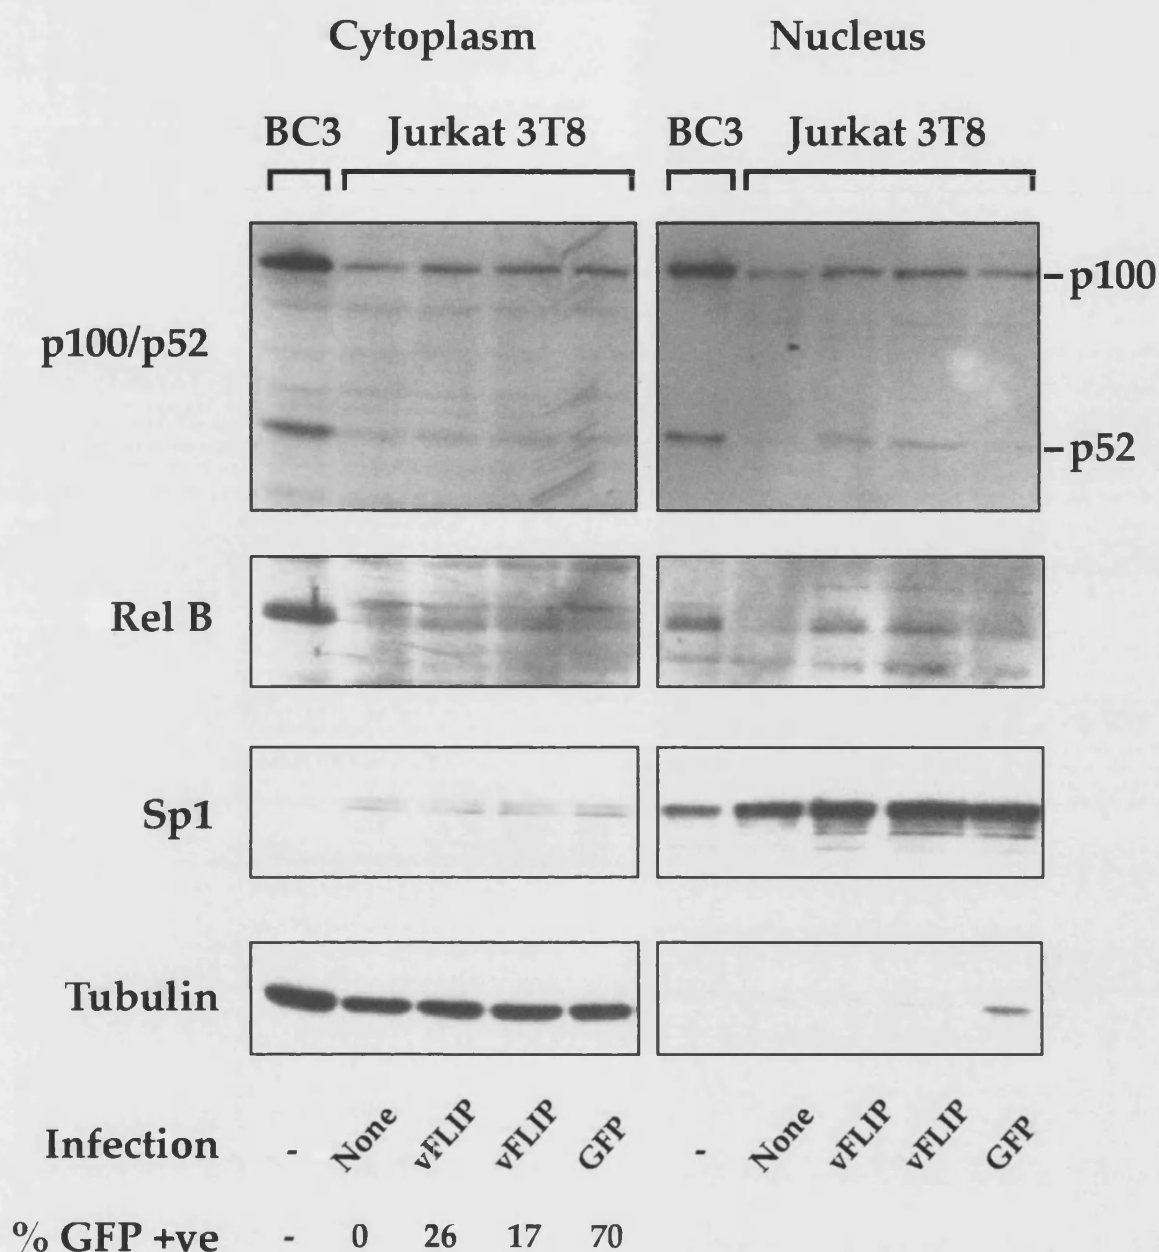 Cytoplasm Nucleus
BC3 Jurkat 3T8 BC3 Jurkat 3T8
p100/p52
p100
p52
Rel B
Sp1
Tubulin
Infection - None vFLIP vFLIP GFP - None vFLIP vFLIP GFP
% GFP +ve - 0 26 17 70